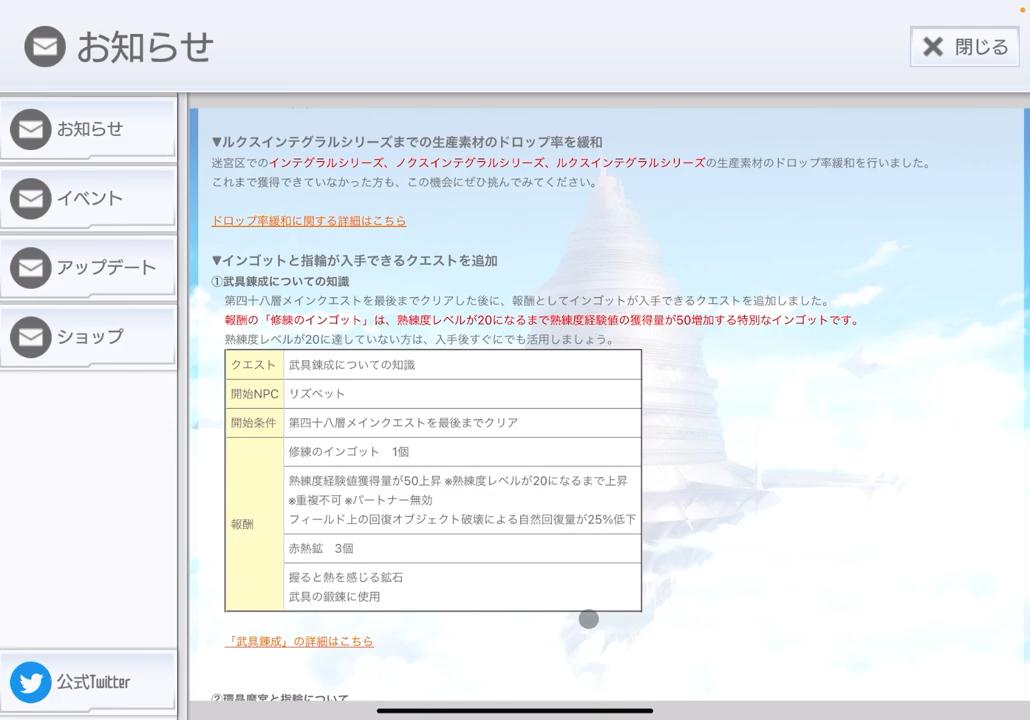 お知らせ
閉じる
お知らせ
イベント
アップデート
ショップ
公式Twitter
▼ルクスインテグラルシリーズまでの生産素材のドロップ率を緩和
迷宮区でのインテグラルシリーズ、ノクスインテグラルシリーズ、ルクスインテグラルシリーズの生産素材のドロップ率緩和を行いました。
これまで獲得できていなかった方も、この機会にぜひ挑んでみてください。
ドロップ率緩和に関する詳細はこちら
▼インゴットと指輪が入手できるクエストを追加
①武具錬成についての知識
第四十八層メインクエストを最後までクリアした後に、報酬としてインゴットが入手できるクエストを追加しました。
報酬の「修練のインゴット」は、熟練度レベルが20になるまで熟練度経験値の獲得量が50増加する特別なインゴットです。
熟練度レベルが20に達していない方は、入手後すぐにでも活用しましょう。
クエスト 武具錬成についての知識
開始NPC リズベット
開始条件 第四十八層メインクエストを最後までクリア
報酬
修練のインゴット 1個
熟練度経験値獲得量が50上昇 ※熟練度レベルが20になるまで上昇
※重複不可 ※パートナー無効
フィールド上の回復オブジェクト破壊による自然回復量が25%低下
赤熱鉱 3個
握ると熱を感じる鉱石
武具の鍛錬に使用
「武具錬成」の詳細はこちら